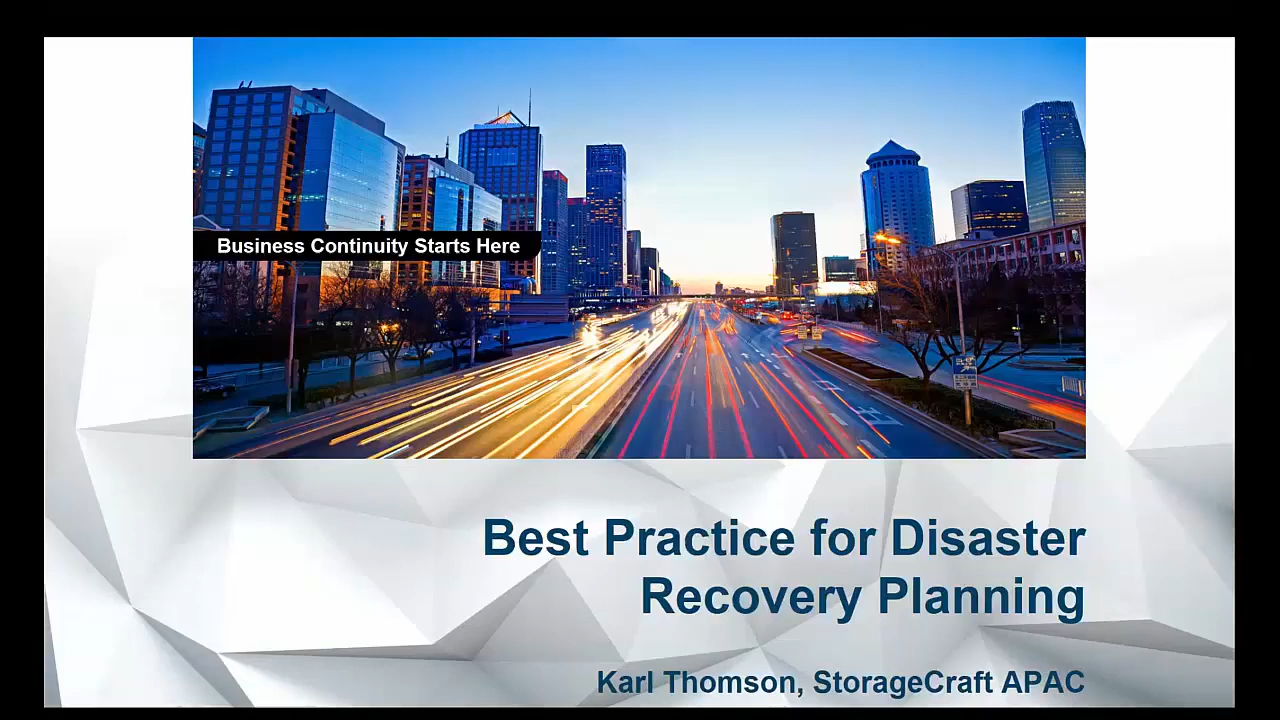 Business Continuity Starts Here
Best Practice for Disaster
Recovery Planning
Karl Thomson, StorageCraft APAC